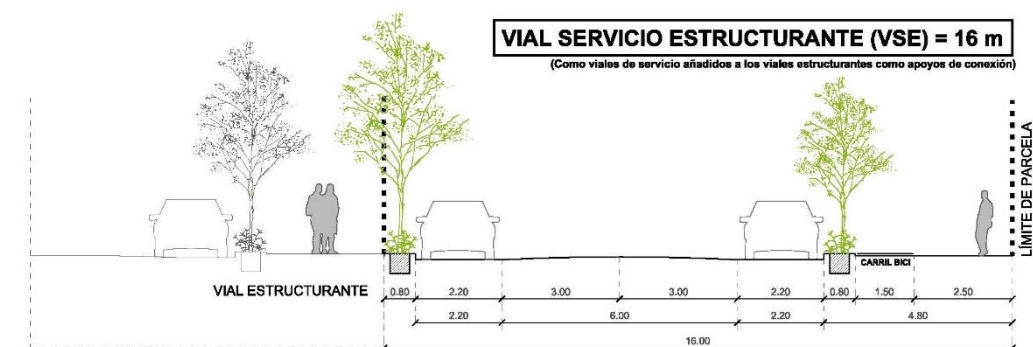 VIAL SERVICIO ESTRUCTURANTE (VSE) = 16 m
(Como viales de servicio añadidos a los viales estructurantes como apoyos de conexión)
LÍMITE DE PARCELA
CARRIL BICI
VIAL ESTRUCTURANTE
0.80 2.20 3.00 3.00 2.20 0.80 1.50 2.50
2.20 6.00 2.20 4.80
16.00